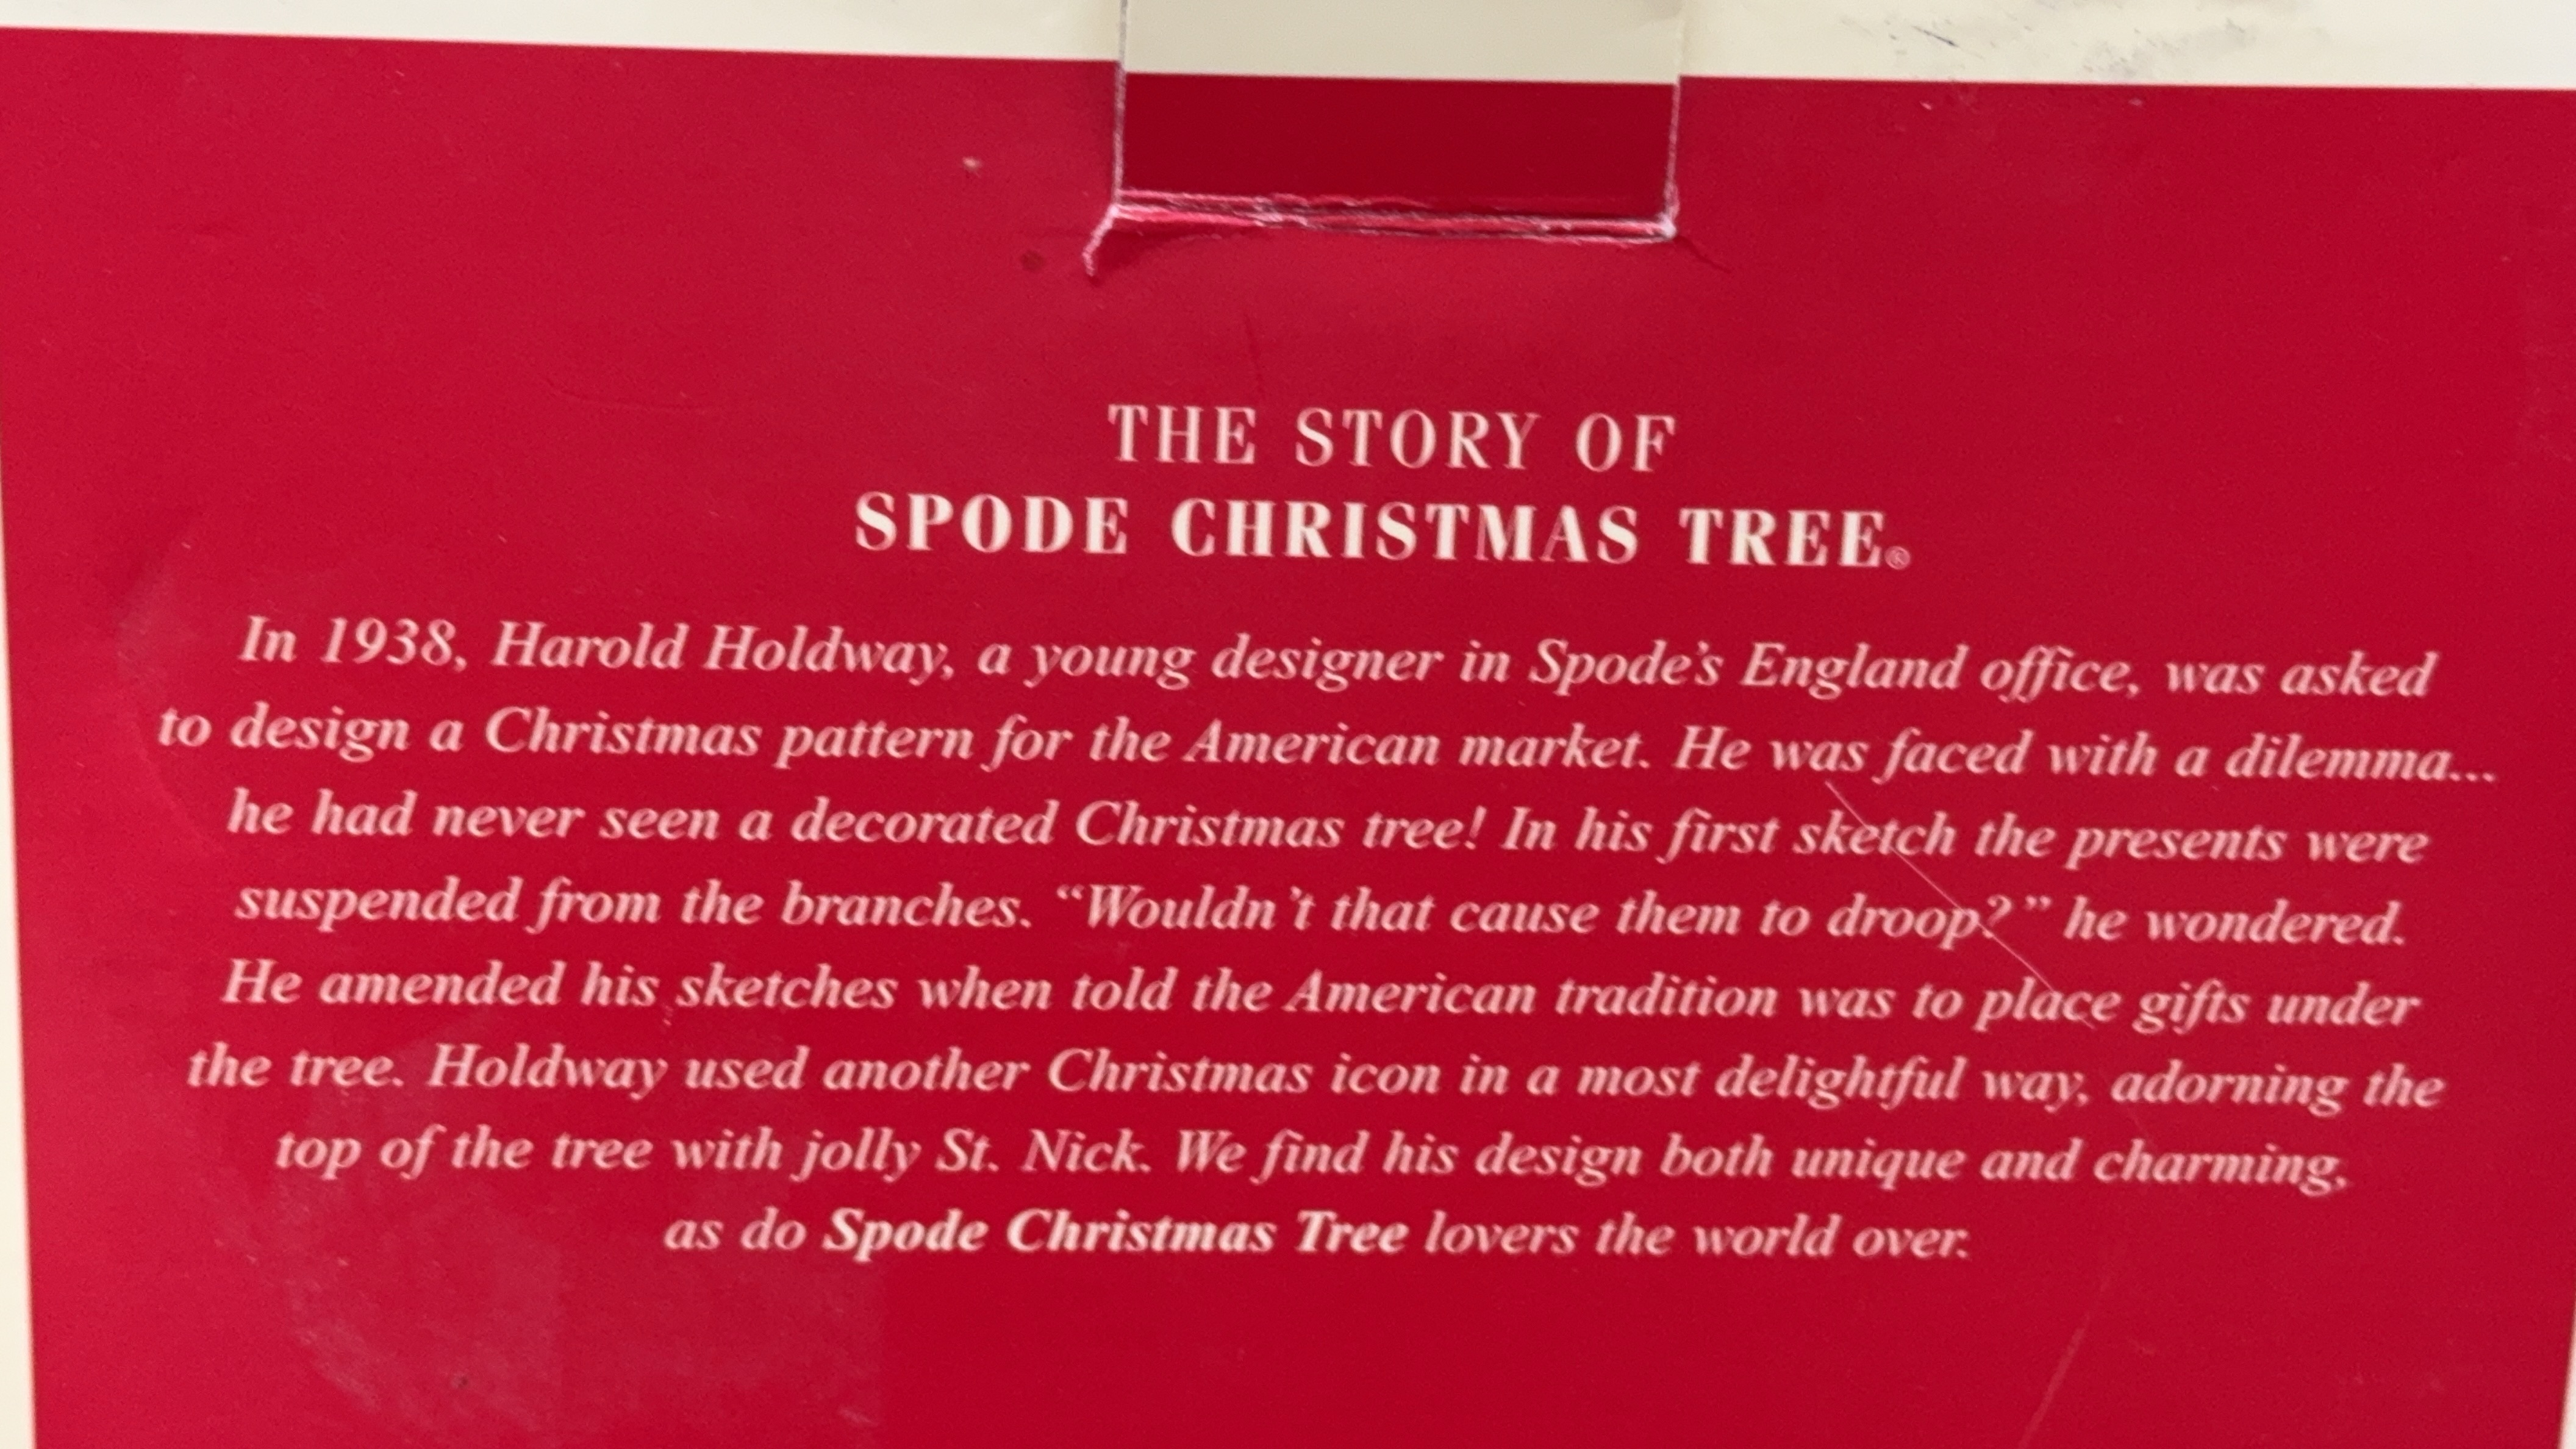 THE STORY OF
SPODE CHRISTMAS TREE®
In 1938, Harold Holdway, a young designer in Spode's England office, was asked
to design a Christmas pattern for the American market. He was faced with a dilemma...
he had never seen a decorated Christmas tree! In his first sketch the presents were
suspended from the branches. “Wouldn't that cause them to droop?” he wondered.
He amended his sketches when told the American tradition was to place gifts under
the tree. Holdway used another Christmas icon in a most delightful way, adorning the
top of the tree with jolly St. Nick. We find his design both unique and charming,
as do Spode Christmas Tree lovers the world over.